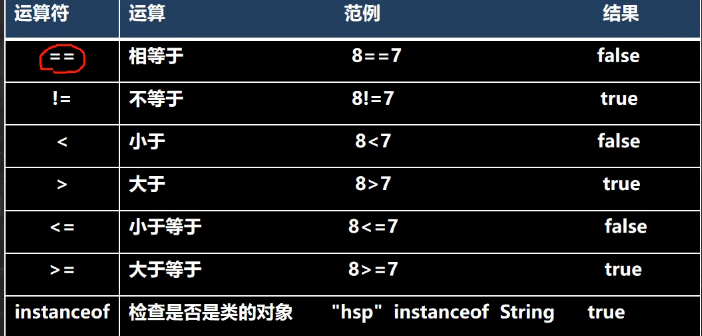 运算符 运算 范例 结果
== 相等于 8==7 false
!= 不等于 8!=7 true
< 小于 8<7 false
> 大于 8>7 true
<= 小于等于 8<=7 false
>= 大于等于 8>=7 true
instanceof 检查是否是类的对象 "hsp" instanceof String true